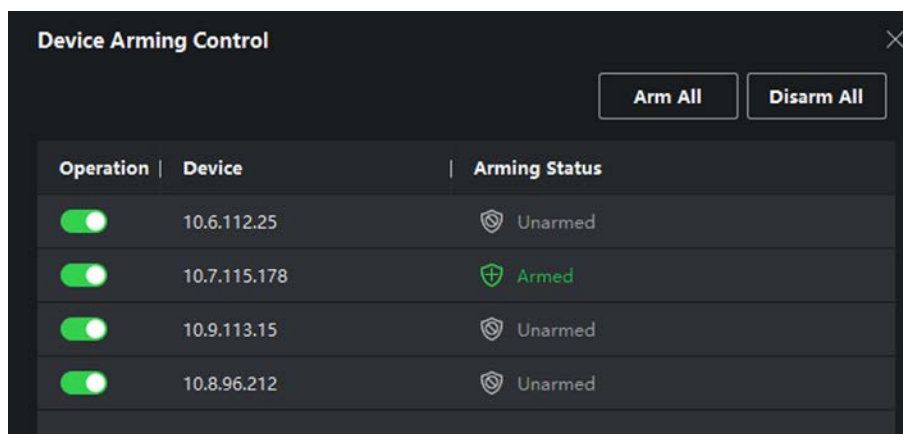 Device Arming Control
Arm All Disarm All
Operation | Device | Arming Status
10.6.112.25 Unarmed
10.7.115.178 Armed
10.9.113.15 Unarmed
10.8.96.212 Unarmed